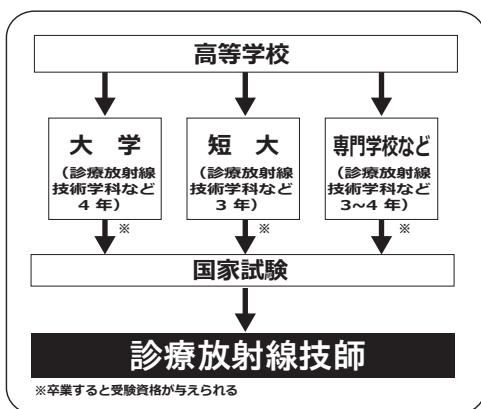 高等学校
大 学
（診療放射線
技術学科など
4 年）
短 大
（診療放射線
技術学科など
3 年）
専門学校など
（診療放射線
技術学科など
3~4 年）
※
※
※
国家試験
診療放射線技師
※卒業すると受験資格が与えられる